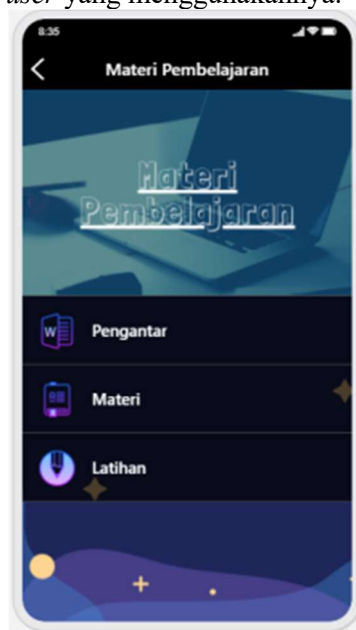 user yang menggunakannya.
8:35
Materi Pembelajaran
Materi
Pembelajaran
W
Pengantar
Materi
Latihan